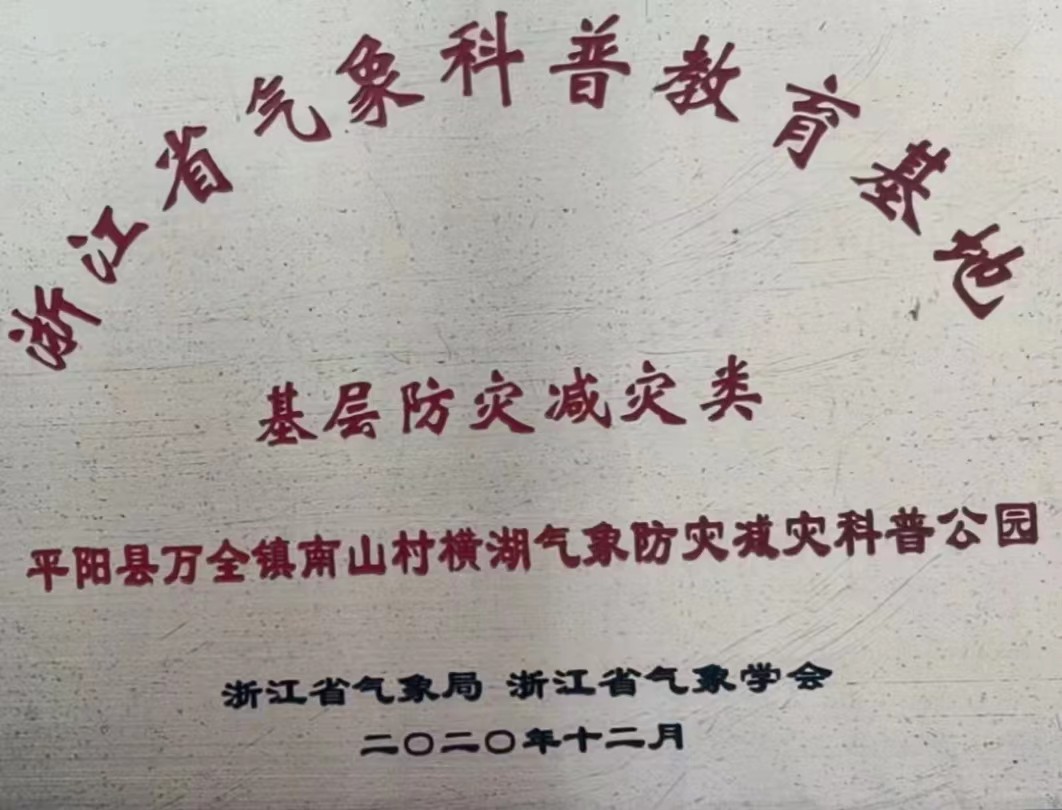 浙江省气象科普教育基地
基层防灾减灾类
平阳县万全镇南山村横湖气象防灾减灾科普公园
浙江省气象局 浙江省气象学会
二〇二〇年十二月